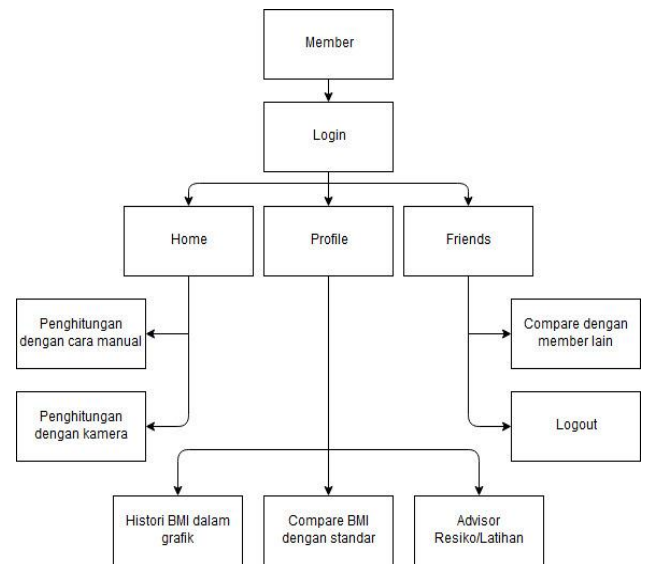 Member
Login
Home
Profile
Friends
Penghitungan
dengan cara manual
Compare dengan
member lain
Penghitungan
dengan kamera
Logout
Histori BMI dalam
grafik
Compare BMI
dengan standar
Advisor
Resiko/Latihan